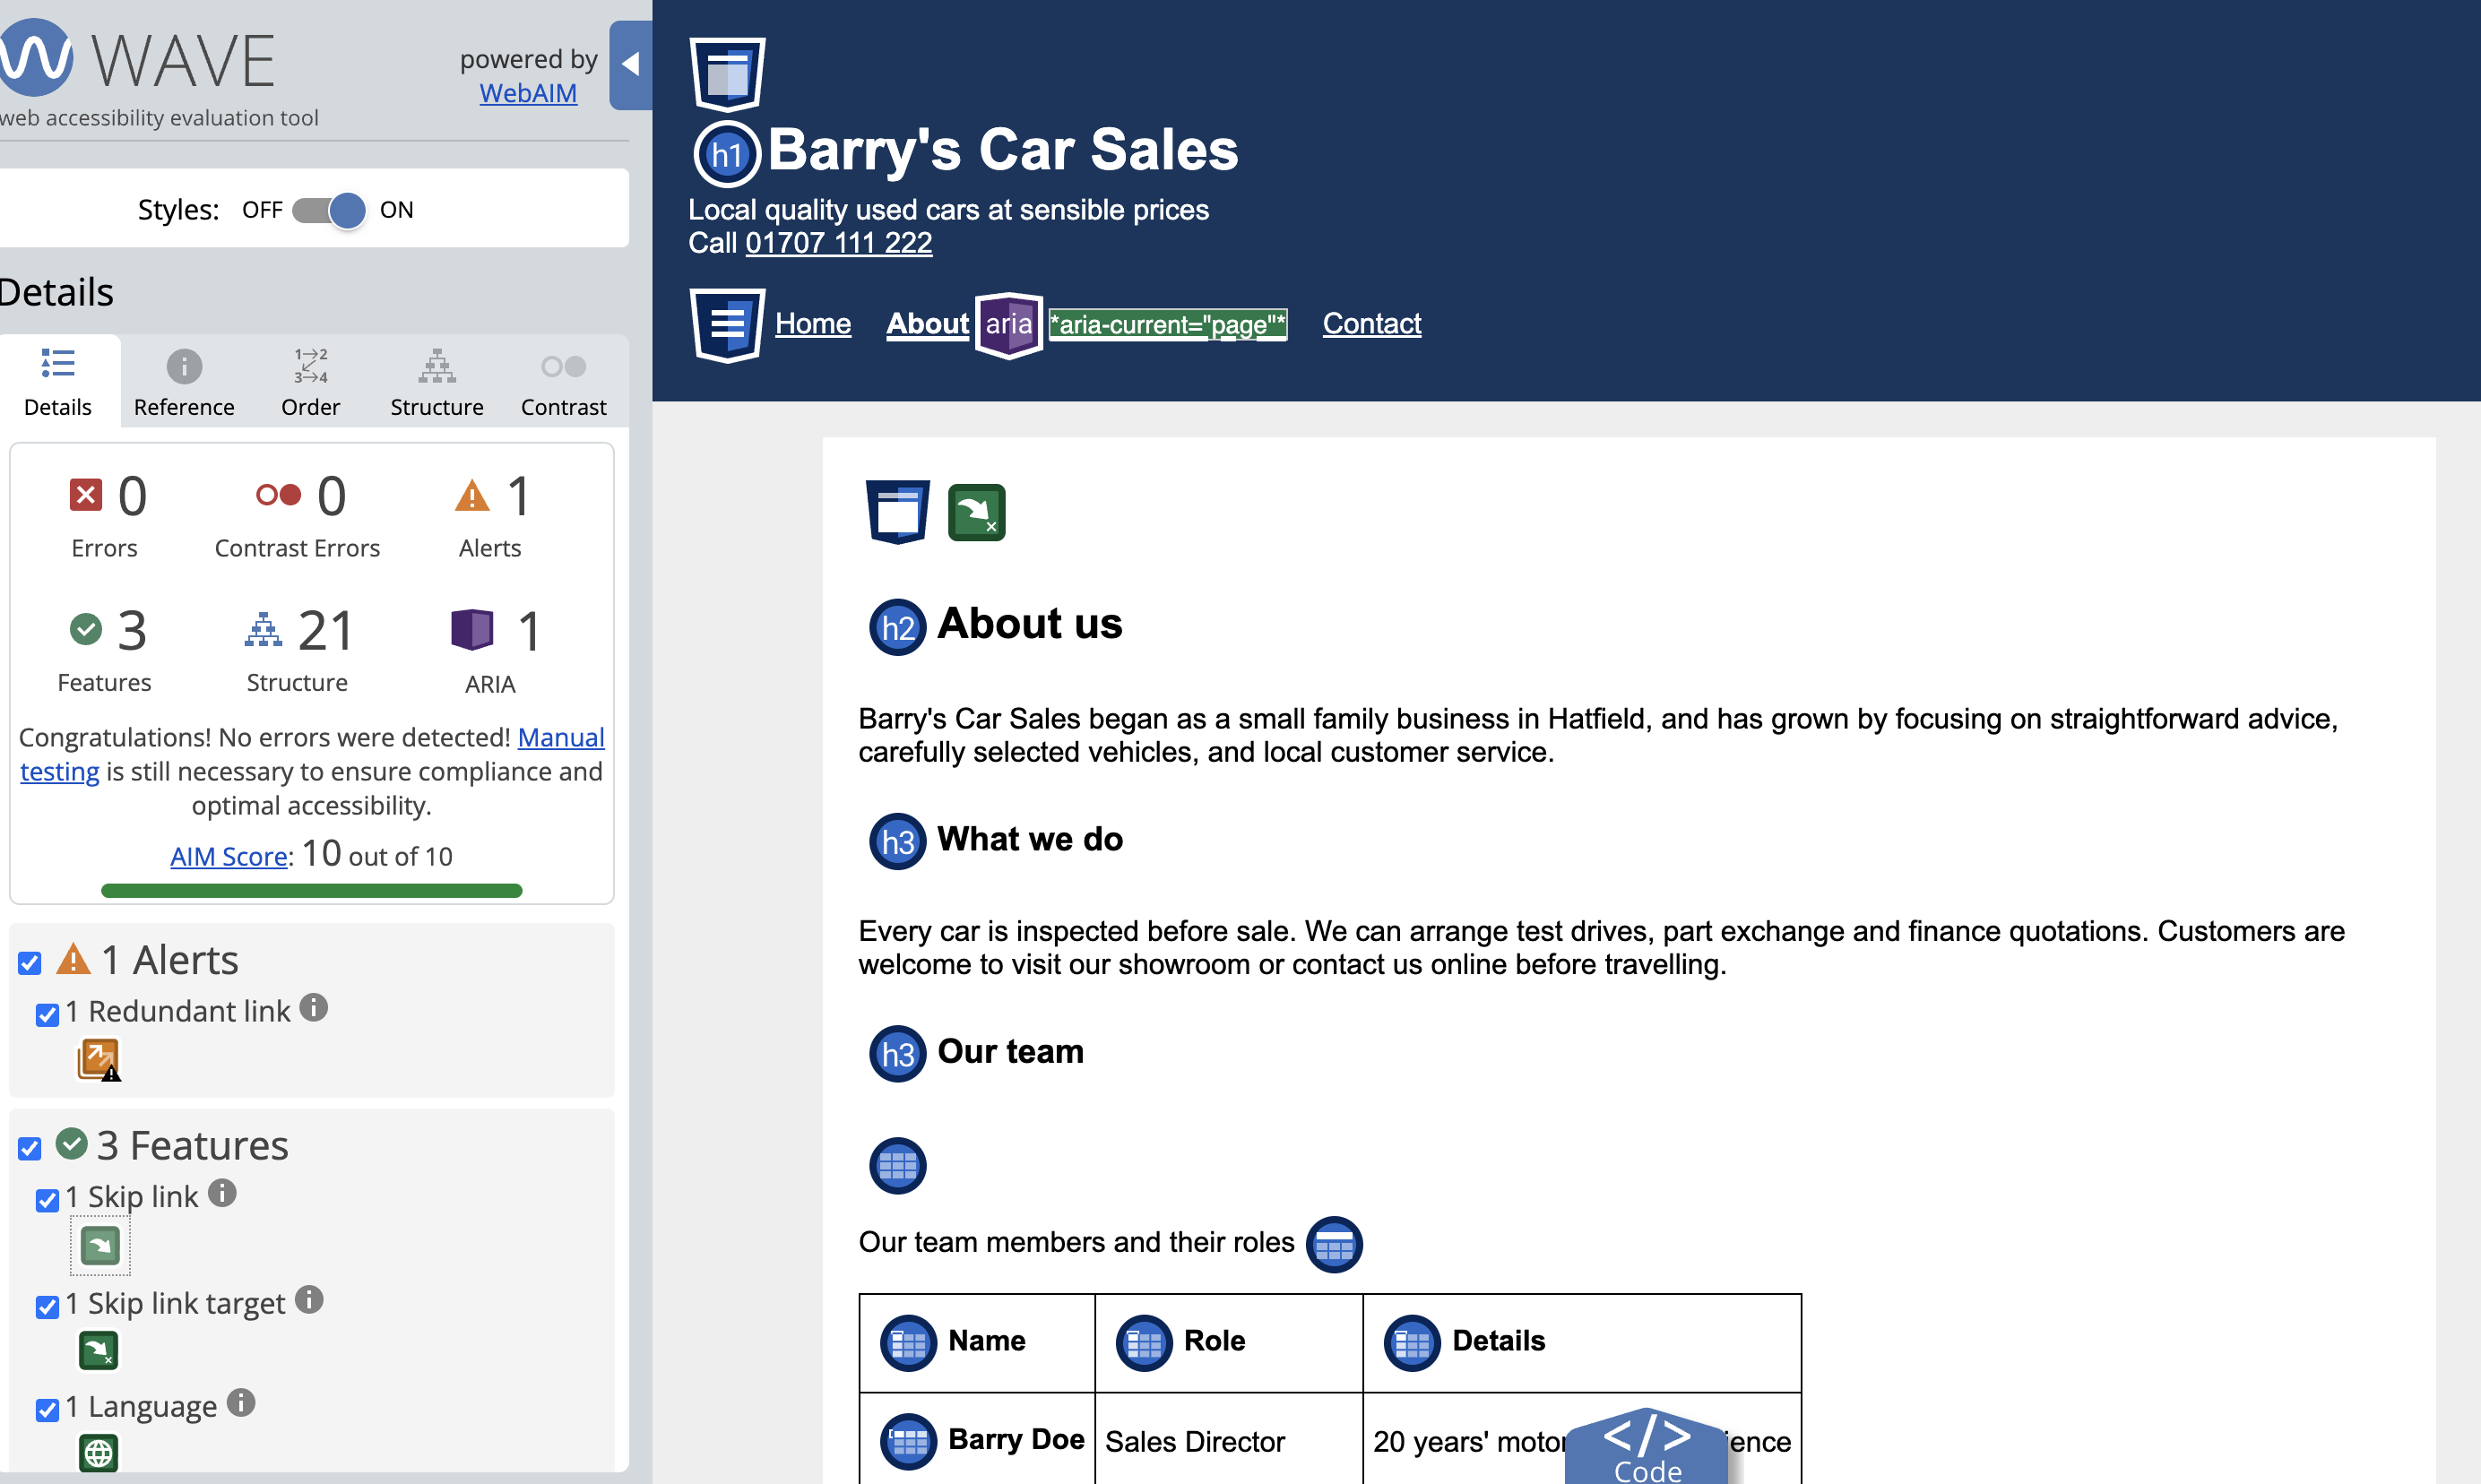 WAVE
web accessibility evaluation tool
powered by
WebAIM
Styles: OFF ON
Details
Details Reference Order Structure Contrast
0 Errors
0 Contrast Errors
1 Alerts
3 Features
21 Structure
1 ARIA
Congratulations! No errors were detected! Manual
testing is still necessary to ensure compliance and
optimal accessibility.
AIM Score: 10 out of 10
1 Alerts
1 Redundant link
3 Features
1 Skip link
1 Skip link target
1 Language
h1 Barry's Car Sales
Local quality used cars at sensible prices
Call 01707 111 222
Home About aria *aria-current="page"* Contact
h2 About us
Barry's Car Sales began as a small family business in Hatfield, and has grown by focusing on straightforward advice,
carefully selected vehicles, and local customer service.
h3 What we do
Every car is inspected before sale. We can arrange test drives, part exchange and finance quotations. Customers are
welcome to visit our showroom or contact us online before travelling.
h3 Our team
Our team members and their roles
Name Role Details
Barry Doe Sales Director 20 years'
</> Code